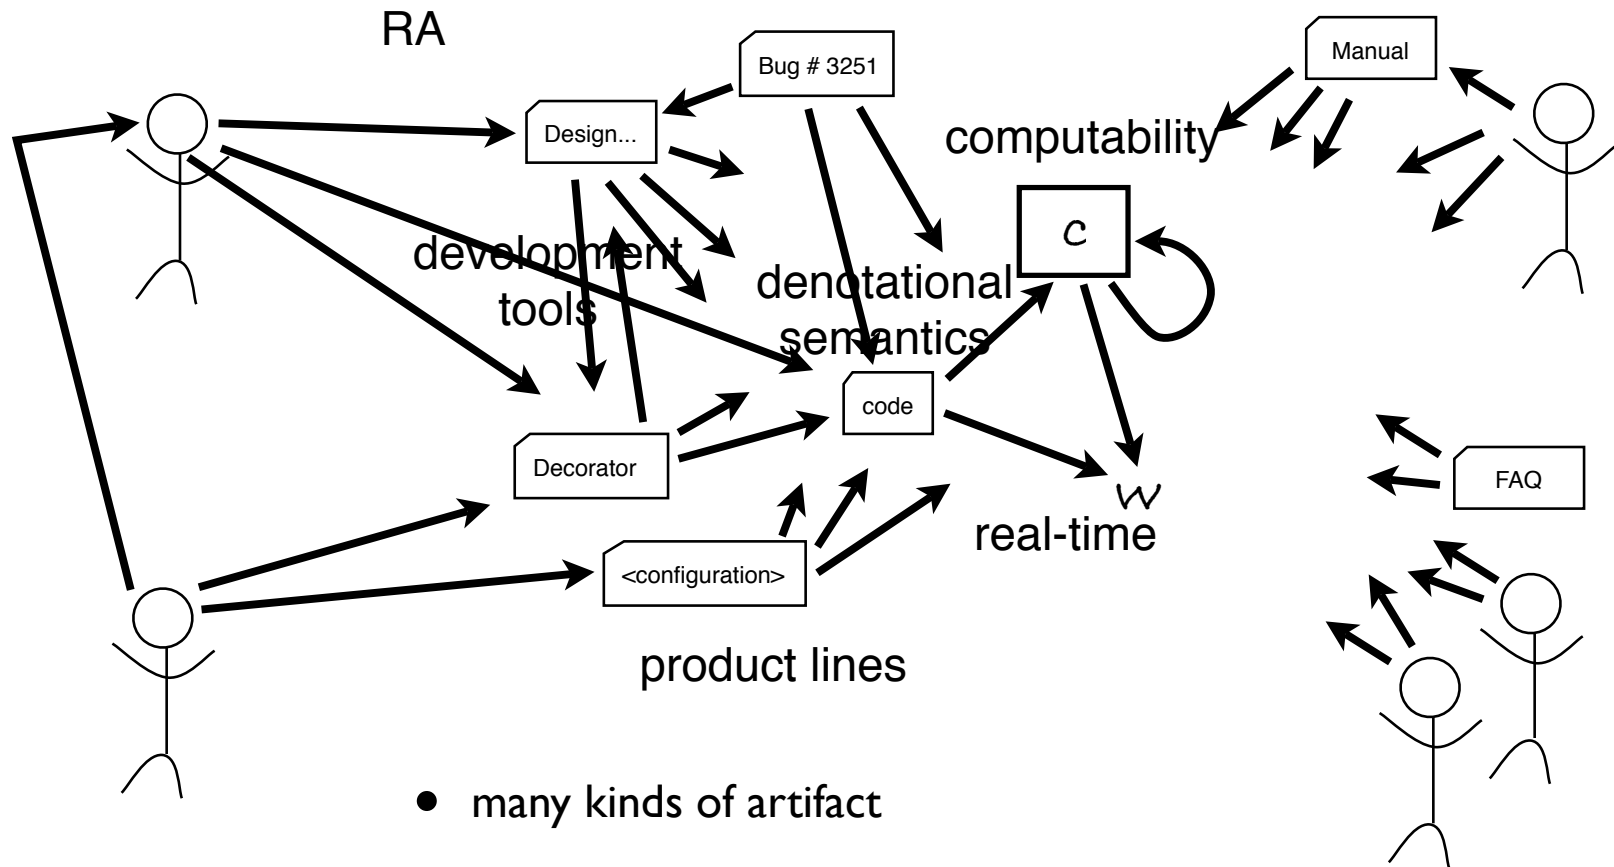 RA
Bug # 3251
Manual
Design...
computability
C
development
tools
denotational
semantics
code
Decorator
FAQ
W
real-time
<configuration>
product lines
• many kinds of artifact